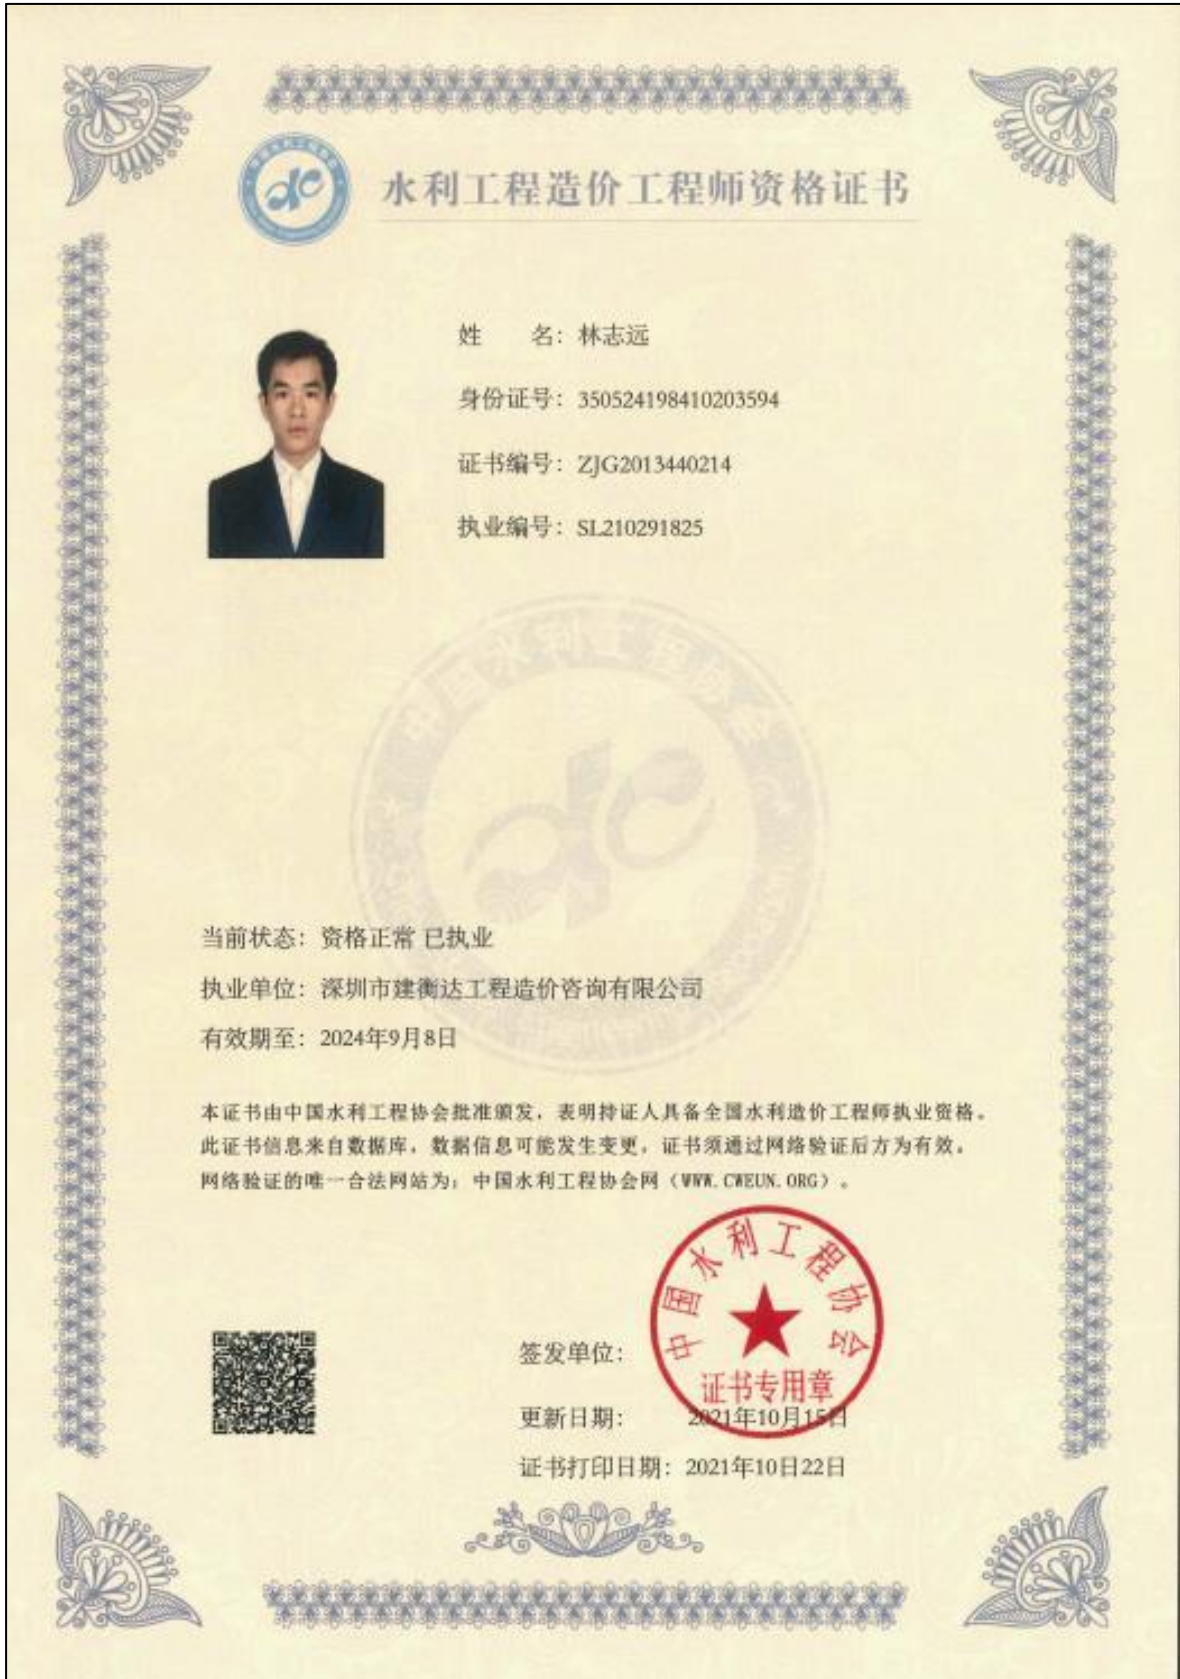 水利工程造价工程师资格证书
姓 名：林志远
身份证号：350524198410203594
证书编号：ZJG2013440214
执业编号：SL210291825
中国水利工程协会
当前状态：资格正常 已执业
执业单位：深圳市建衡达工程造价咨询有限公司
有效期至：2024年9月8日
本证书由中国水利工程协会批准颁发，表明持证人具备全国水利造价工程师执业资格。
此证书信息来自数据库，数据信息可能发生变更，证书须通过网络验证后方为有效。
网络验证的唯一合法网站为：中国水利工程协会网（WWW.CWEUN.ORG）。
中国水利工程协会
证书专用章
签发单位：
更新日期： 2021年10月15日
证书打印日期：2021年10日22日